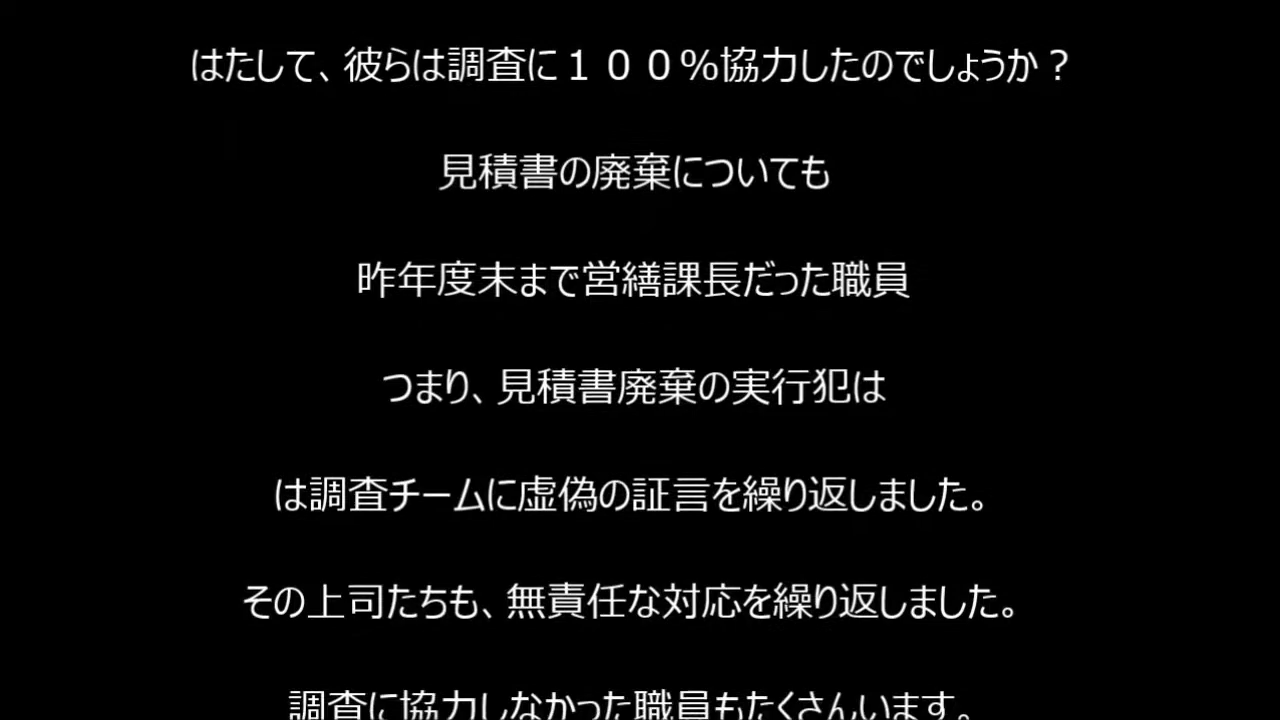 はたして、彼らは調査に１００％協力したのでしょうか？
見積書の廃棄についても
昨年度末まで営繕課長だった職員
つまり、見積書廃棄の実行犯は
は調査チームに虚偽の証言を繰り返しました。
その上司たちも、無責任な対応を繰り返しました。
調査に協力しなかった職員もたくさんいます。